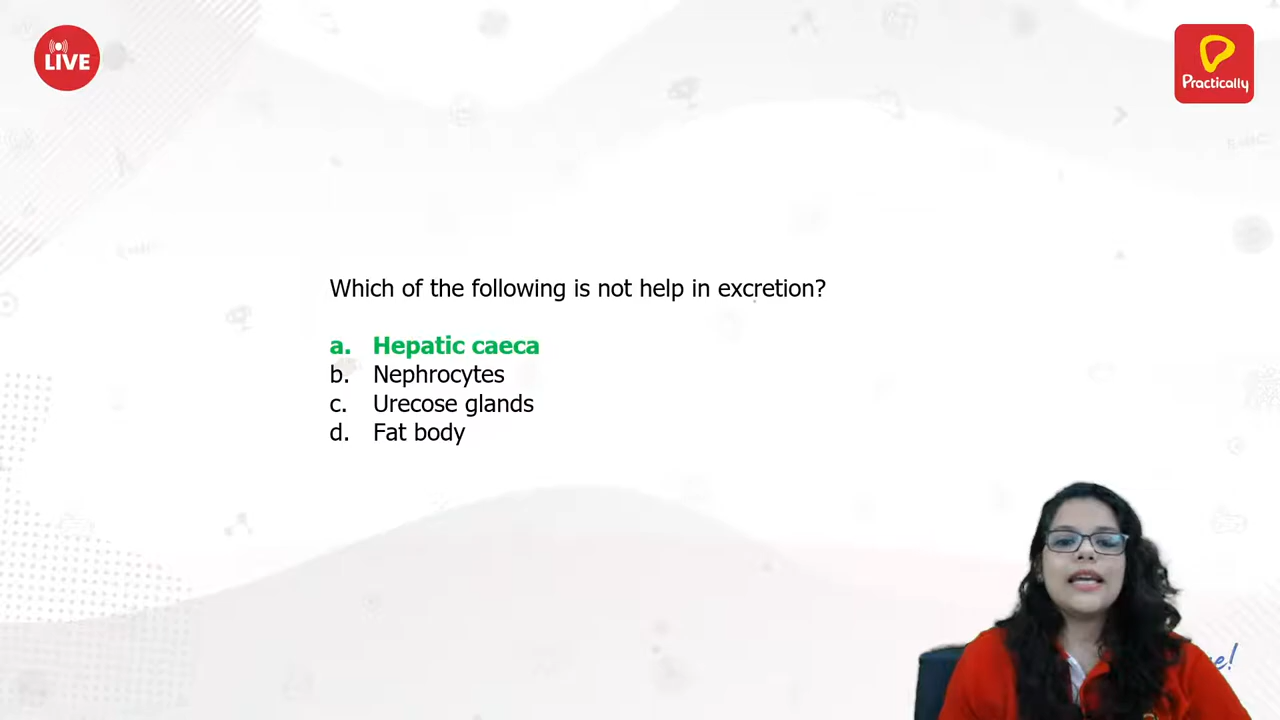 LIVE
Practically
Which of the following is not help in excretion?
a. Hepatic caeca
b. Nephrocytes
c. Urecose glands
d. Fat body